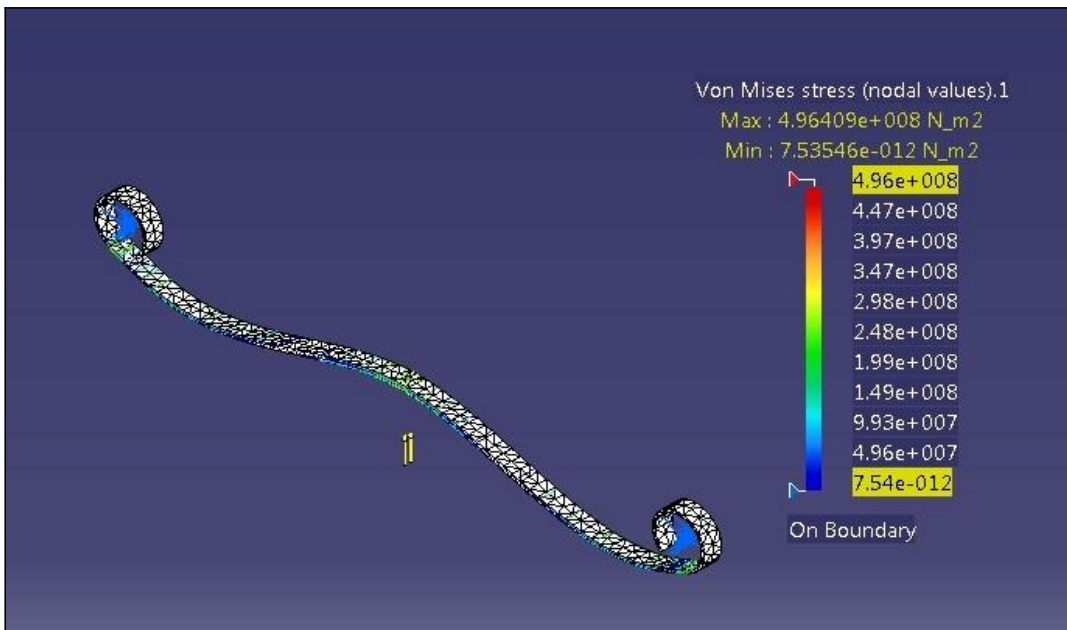 Von Mises stress (nodal values).1
Max : 4.96409e+008 N_m2
Min : 7.53546e-012 N_m2
4.96e+008
4.47e+008
3.97e+008
3.47e+008
2.98e+008
2.48e+008
1.99e+008
1.49e+008
9.93e+007
4.96e+007
7.54e-012
On Boundary